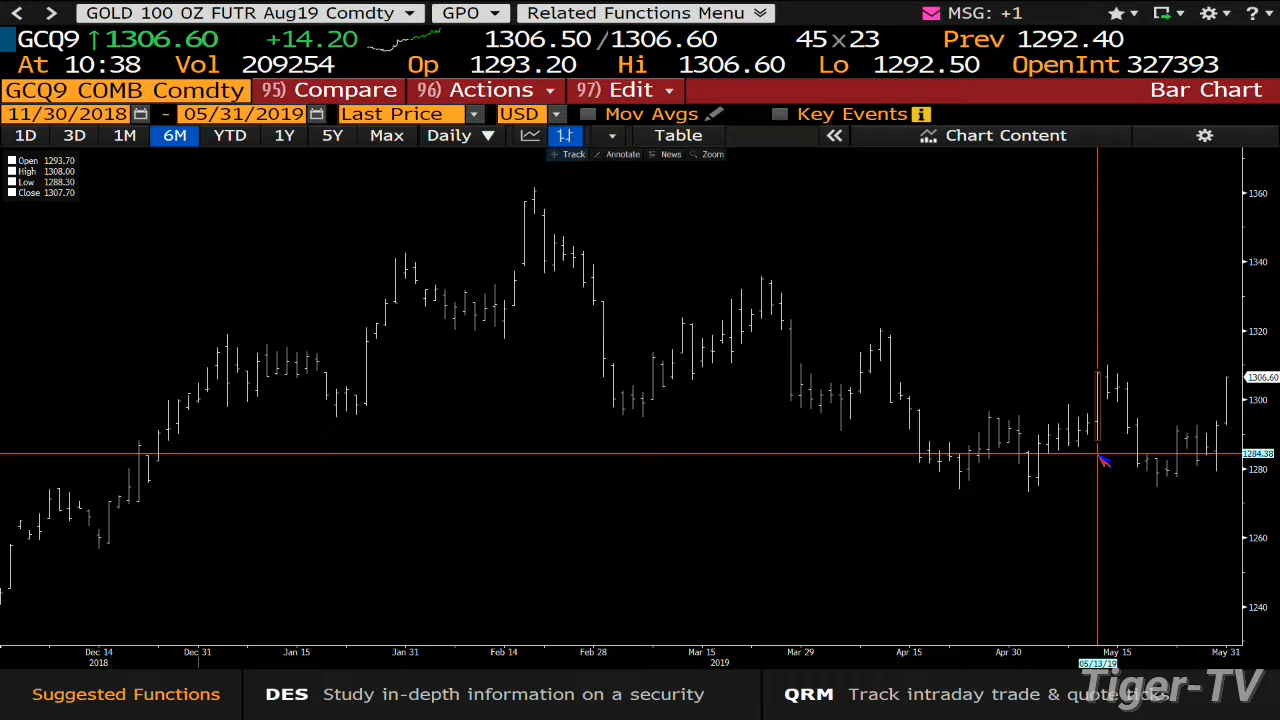 GOLD 100 OZ FUTR Aug19 Comdty GPO Related Functions Menu MSG: +1 ?
GCQ9 ↑1306.60 +14.20 1306.50/1306.60 45x23 Prev 1292.40
At 10:38 Vol 209254 Op 1293.20 Hi 1306.60 Lo 1292.50 OpenInt 327393
GCQ9 COMB Comdty 95) Compare 96) Actions 97) Edit Bar Chart
11/30/2018 - 05/31/2019 Last Price USD Mov Avgs Key Events i
1D 3D 1M 6M YTD 1Y 5Y Max Daily ▼ Table « Chart Content
Track Annotate News Zoom
Open 1293.70
High 1308.00
Low 1288.30
Close 1307.70
1360
1340
1320
1306.60
1300
1284.38
1280
1260
1240
Dec 14 Dec 31 Jan 15 Jan 31 Feb 14 Feb 28 Mar 15 Mar 29 Apr 15 Apr 30 May 15 May 31
2018 2019 05/13/19
Suggested Functions DES Study in-depth information on a security QRM Track intraday trade & quote ticks
Tiger-TV